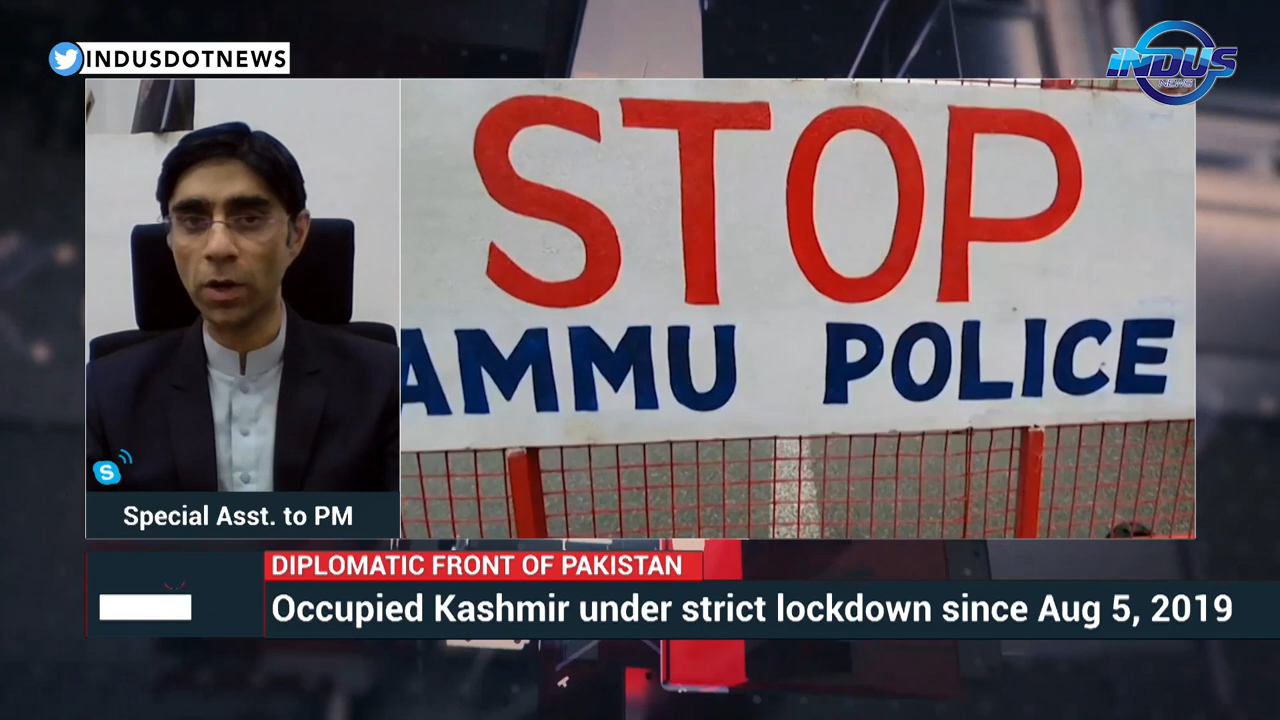 INDUSDOTNEWS
INDUS
NEWS
STOP
AMMU POLICE
S
Special Asst. to PM
DIPLOMATIC FRONT OF PAKISTAN
Occupied Kashmir under strict lockdown since Aug 5, 2019